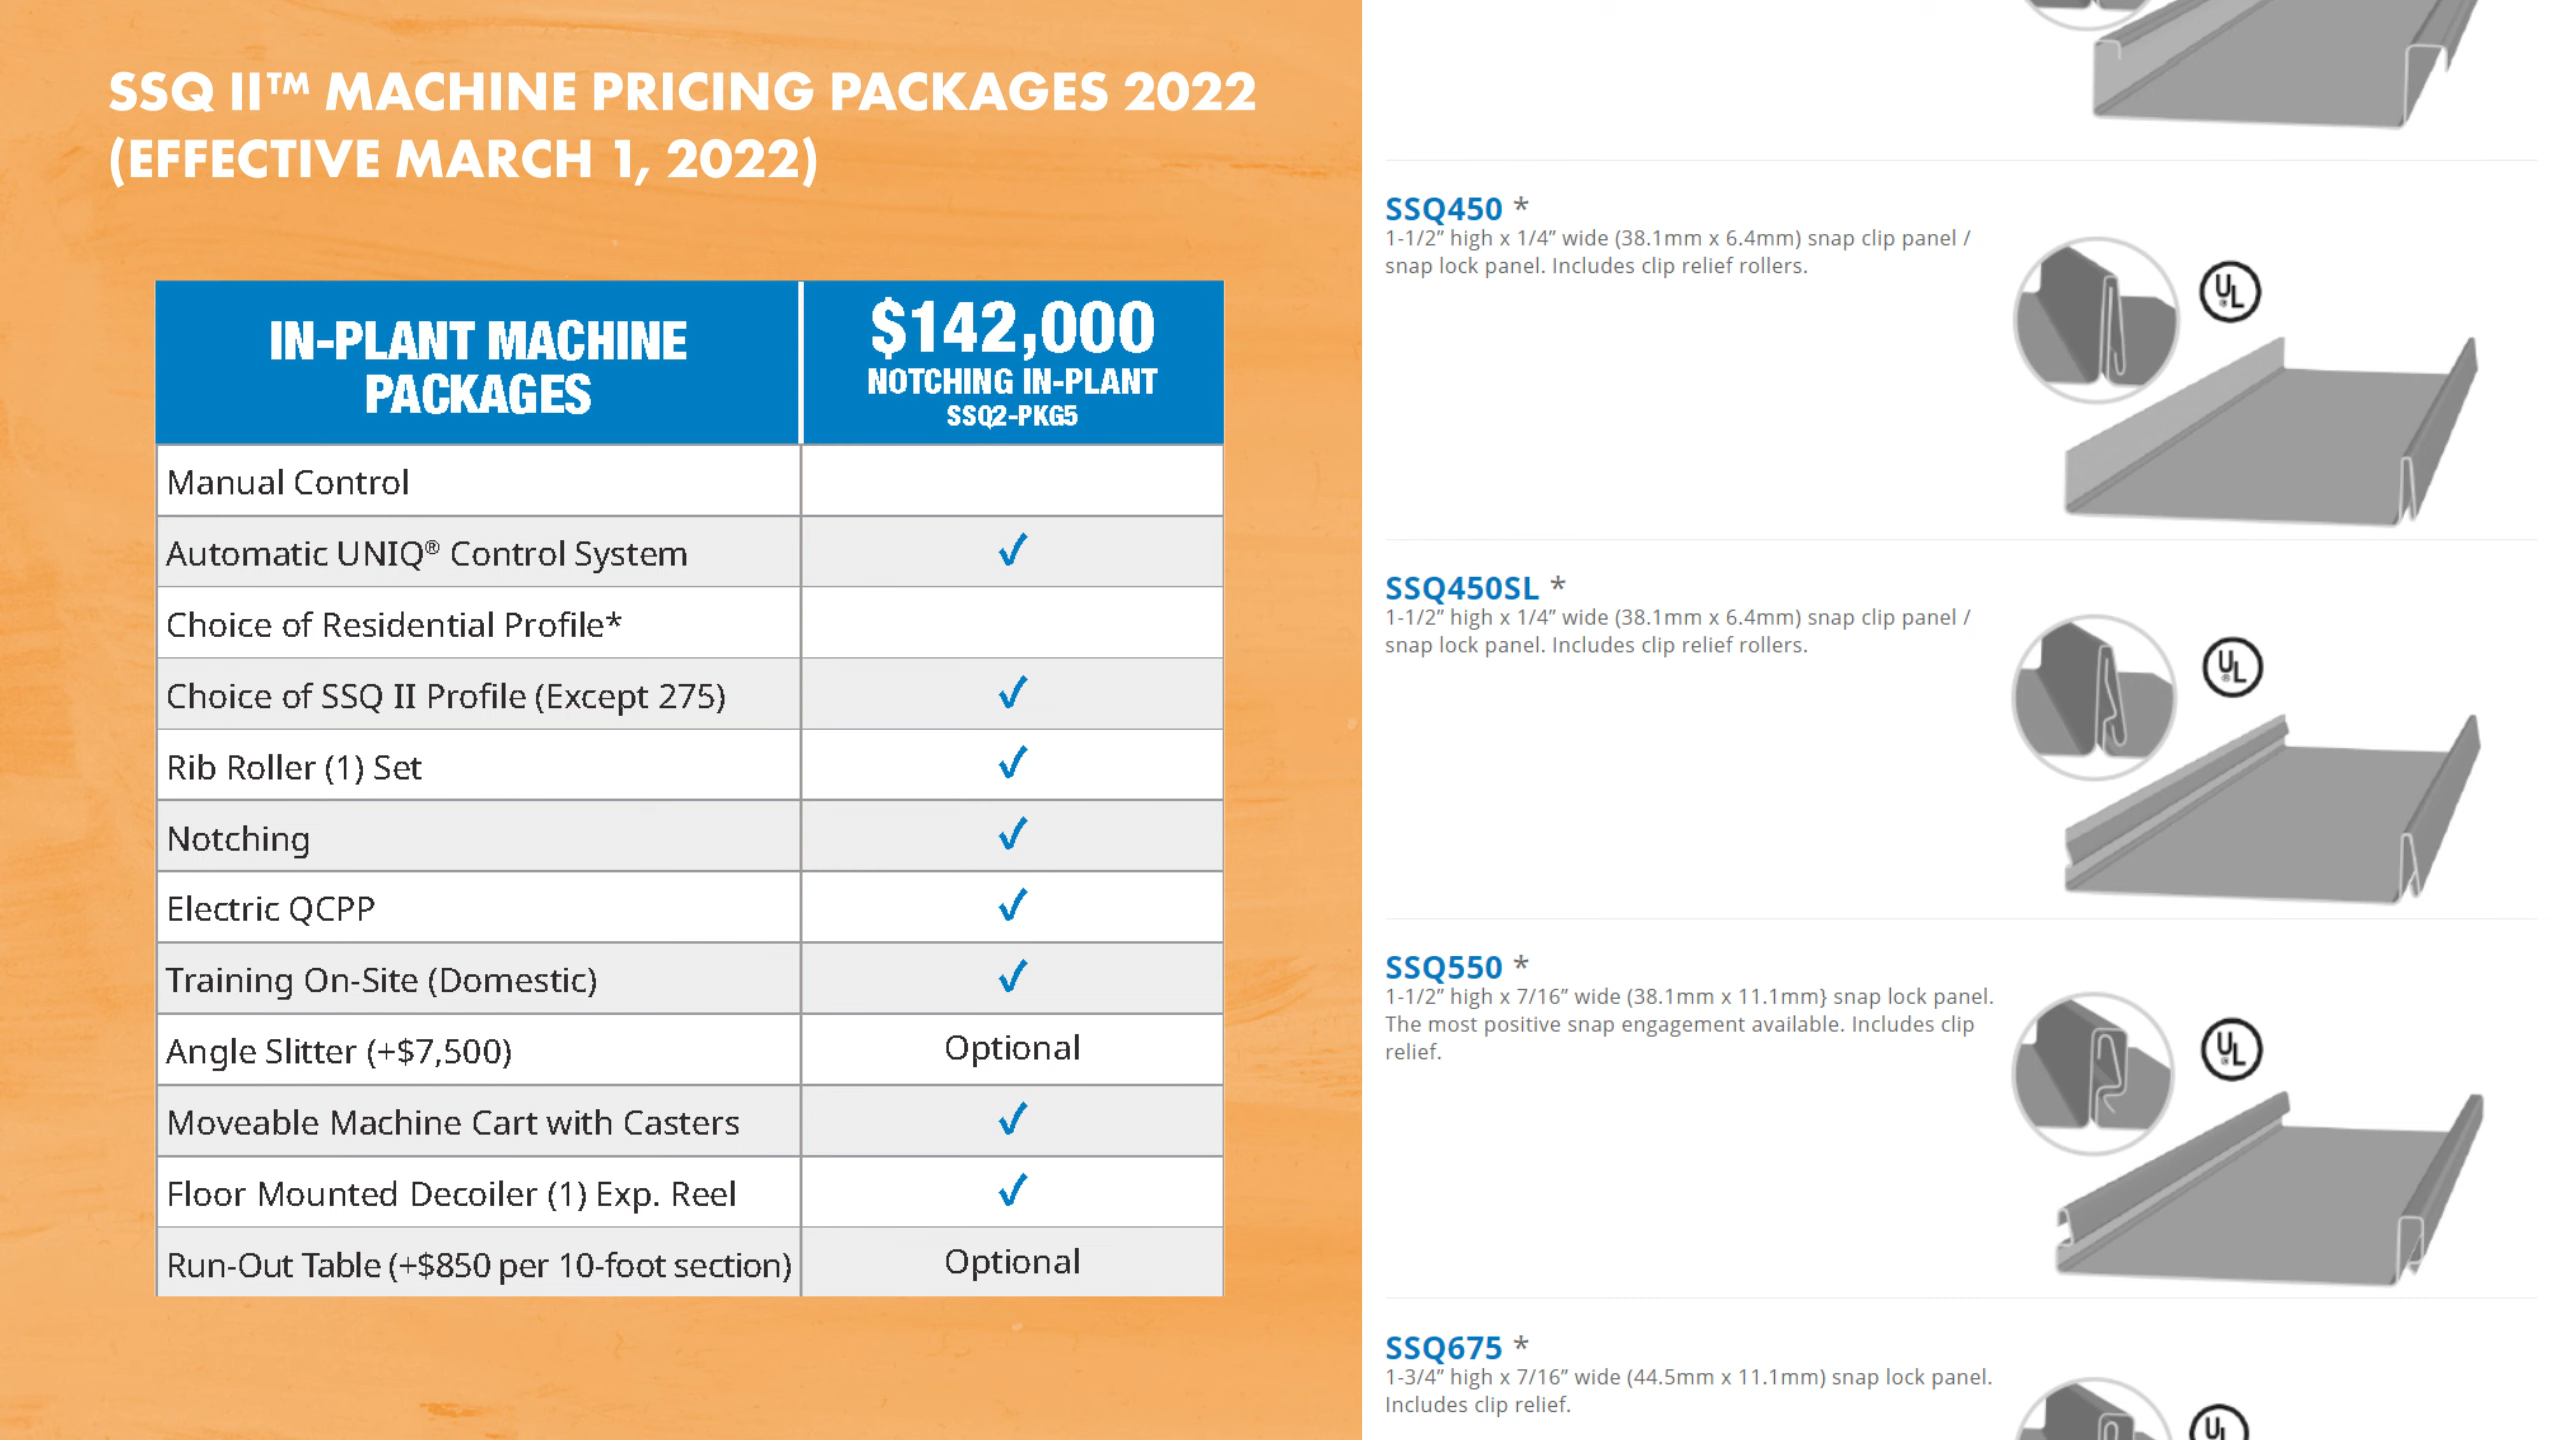 SSQ II™ MACHINE PRICING PACKAGES 2022
(EFFECTIVE MARCH 1, 2022)
IN-PLANT MACHINE
PACKAGES
$142,000
NOTCHING IN-PLANT
SSQ2-PKG5
Manual Control
Automatic UNIQ® Control System ✓
Choice of Residential Profile*
Choice of SSQ II Profile (Except 275) ✓
Rib Roller (1) Set ✓
Notching ✓
Electric QCPP ✓
Training On-Site (Domestic) ✓
Angle Slitter (+$7,500) Optional
Moveable Machine Cart with Casters ✓
Floor Mounted Decoiler (1) Exp. Reel ✓
Run-Out Table (+$850 per 10-foot section) Optional
SSQ450 *
1-1/2” high x 1/4” wide (38.1mm x 6.4mm) snap clip panel /
snap lock panel. Includes clip relief rollers.
UL
SSQ450SL *
1-1/2” high x 1/4” wide (38.1mm x 6.4mm) snap clip panel /
snap lock panel. Includes clip relief rollers.
UL
SSQ550 *
1-1/2” high x 7/16” wide (38.1mm x 11.1mm} snap lock panel.
The most positive snap engagement available. Includes clip
relief.
UL
SSQ675 *
1-3/4” high x 7/16” wide (44.5mm x 11.1mm) snap lock panel.
Includes clip relief.
UL